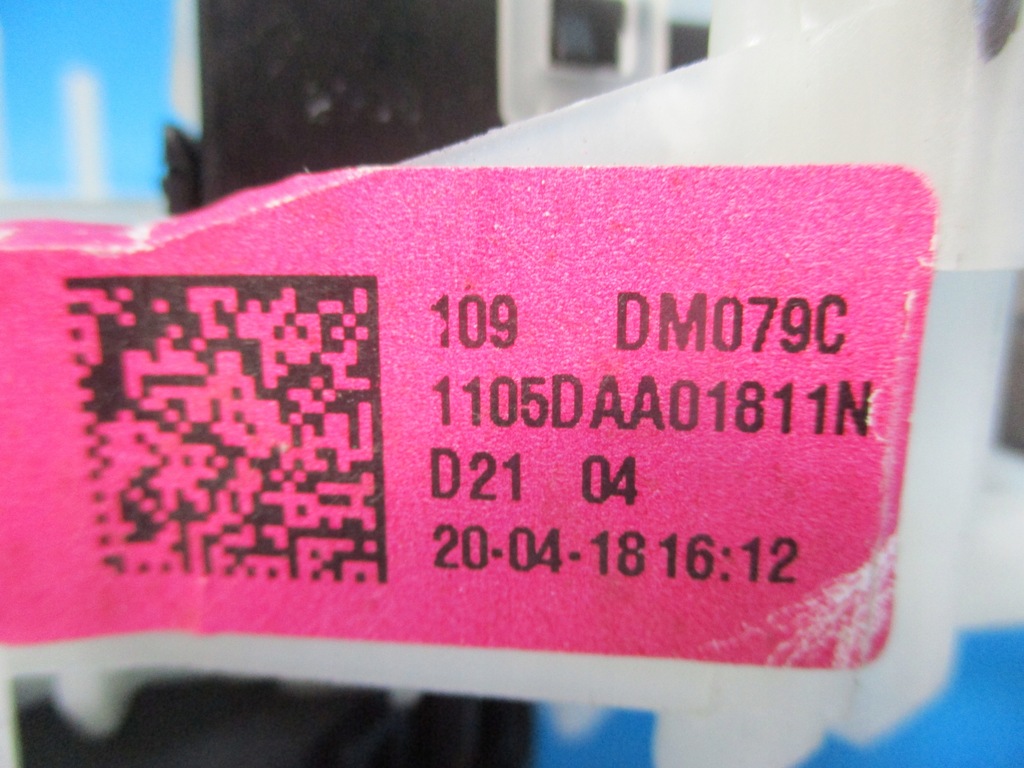 109 DM079C
1105DAA01811N
D21 04
20-04-18 16:12